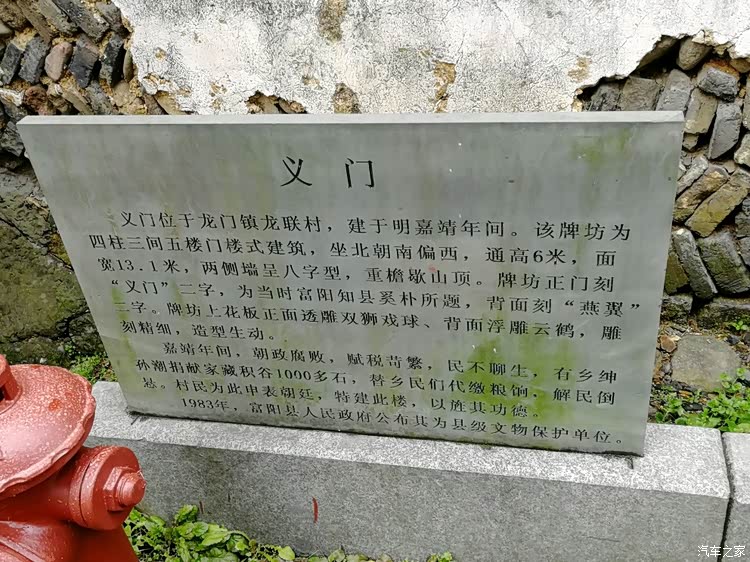 义门
义门位于龙门镇龙联村，建于明嘉靖年间。该牌坊为
四柱三间五楼门楼式建筑，坐北朝南偏西，通高6米，面
宽13.1米，两侧墙呈八字型，重檐歇山顶。牌坊正门刻
“义门”二字，为当时富阳知县奚朴所题，背面刻“燕翼”
二字。牌坊上花板正面透雕双狮戏球、背面浮雕云鹤，雕
刻精细，造型生动。
嘉靖年间，朝政腐败，赋税苛繁，民不聊生，有乡绅
孙潮捐献家藏积谷1000多石，替乡民们代缴粮饷，解民倒
悬。村民为此申表朝廷，特建此楼，以旌其功德。
1983年，富阳县人民政府公布其为县级文物保护单位。
汽车之家